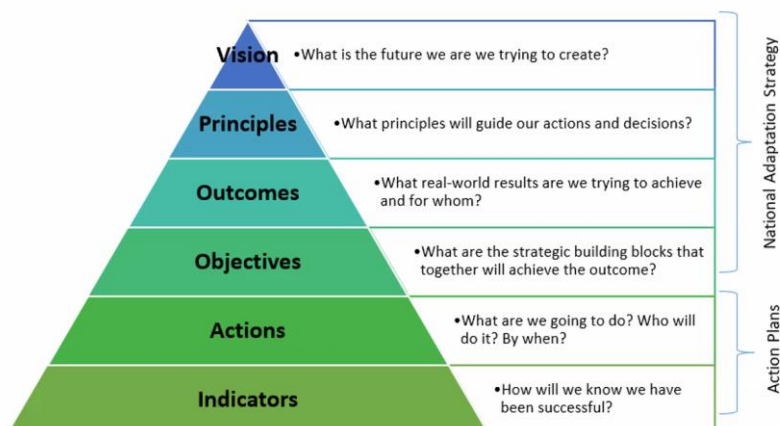 Vision
•What is the future we are we trying to create?
Principles
•What principles will guide our actions and decisions?
Outcomes
•What real-world results are we trying to achieve
and for whom?
Objectives
•What are the strategic building blocks that
together will achieve the outcome?
National Adaptation Strategy
Actions
•What are we going to do? Who will
do it? By when?
Indicators
•How will we know we have
been successful?
Action Plans